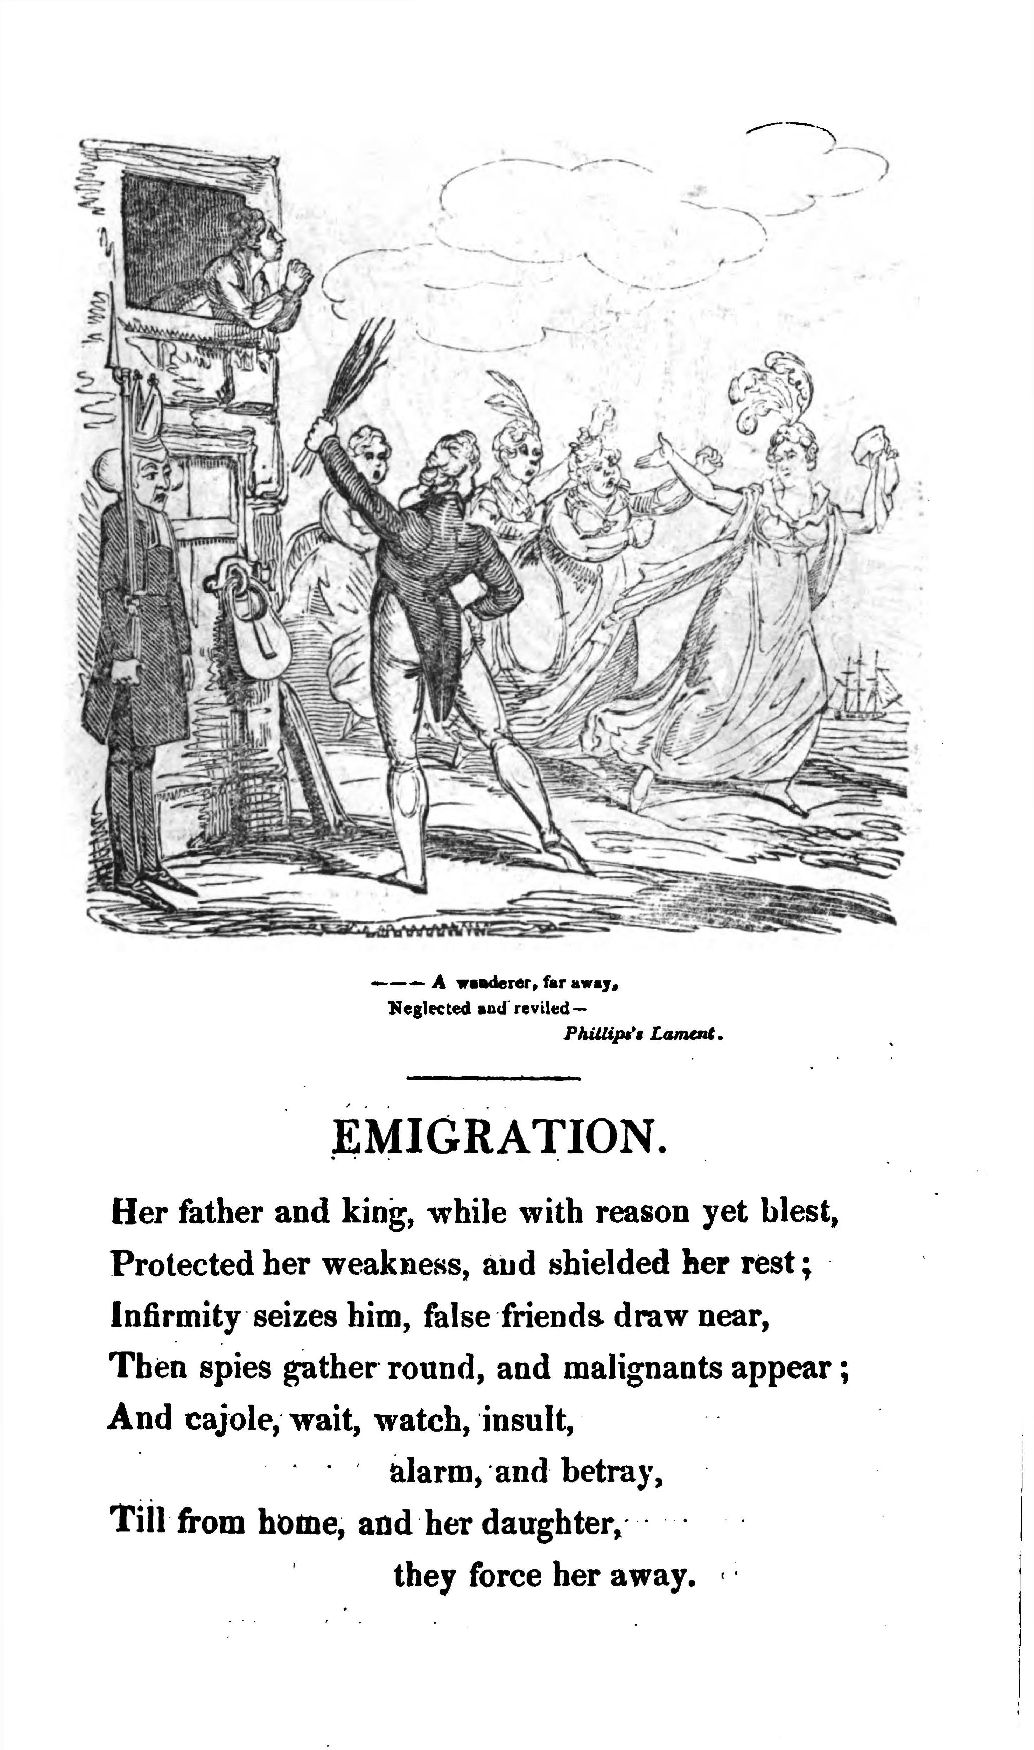 --- A wanderer, far away,
Neglected and reviled—
Phillips's Lament.
EMIGRATION.
Her father and king, while with reason yet blest,
Protected her weakness, and shielded her rest;
Infirmity seizes him, false friends draw near,
Then spies gather round, and malignants appear;
And cajole, wait, watch, insult,
alarm, and betray,
Till from home, and her daughter,
they force her away.